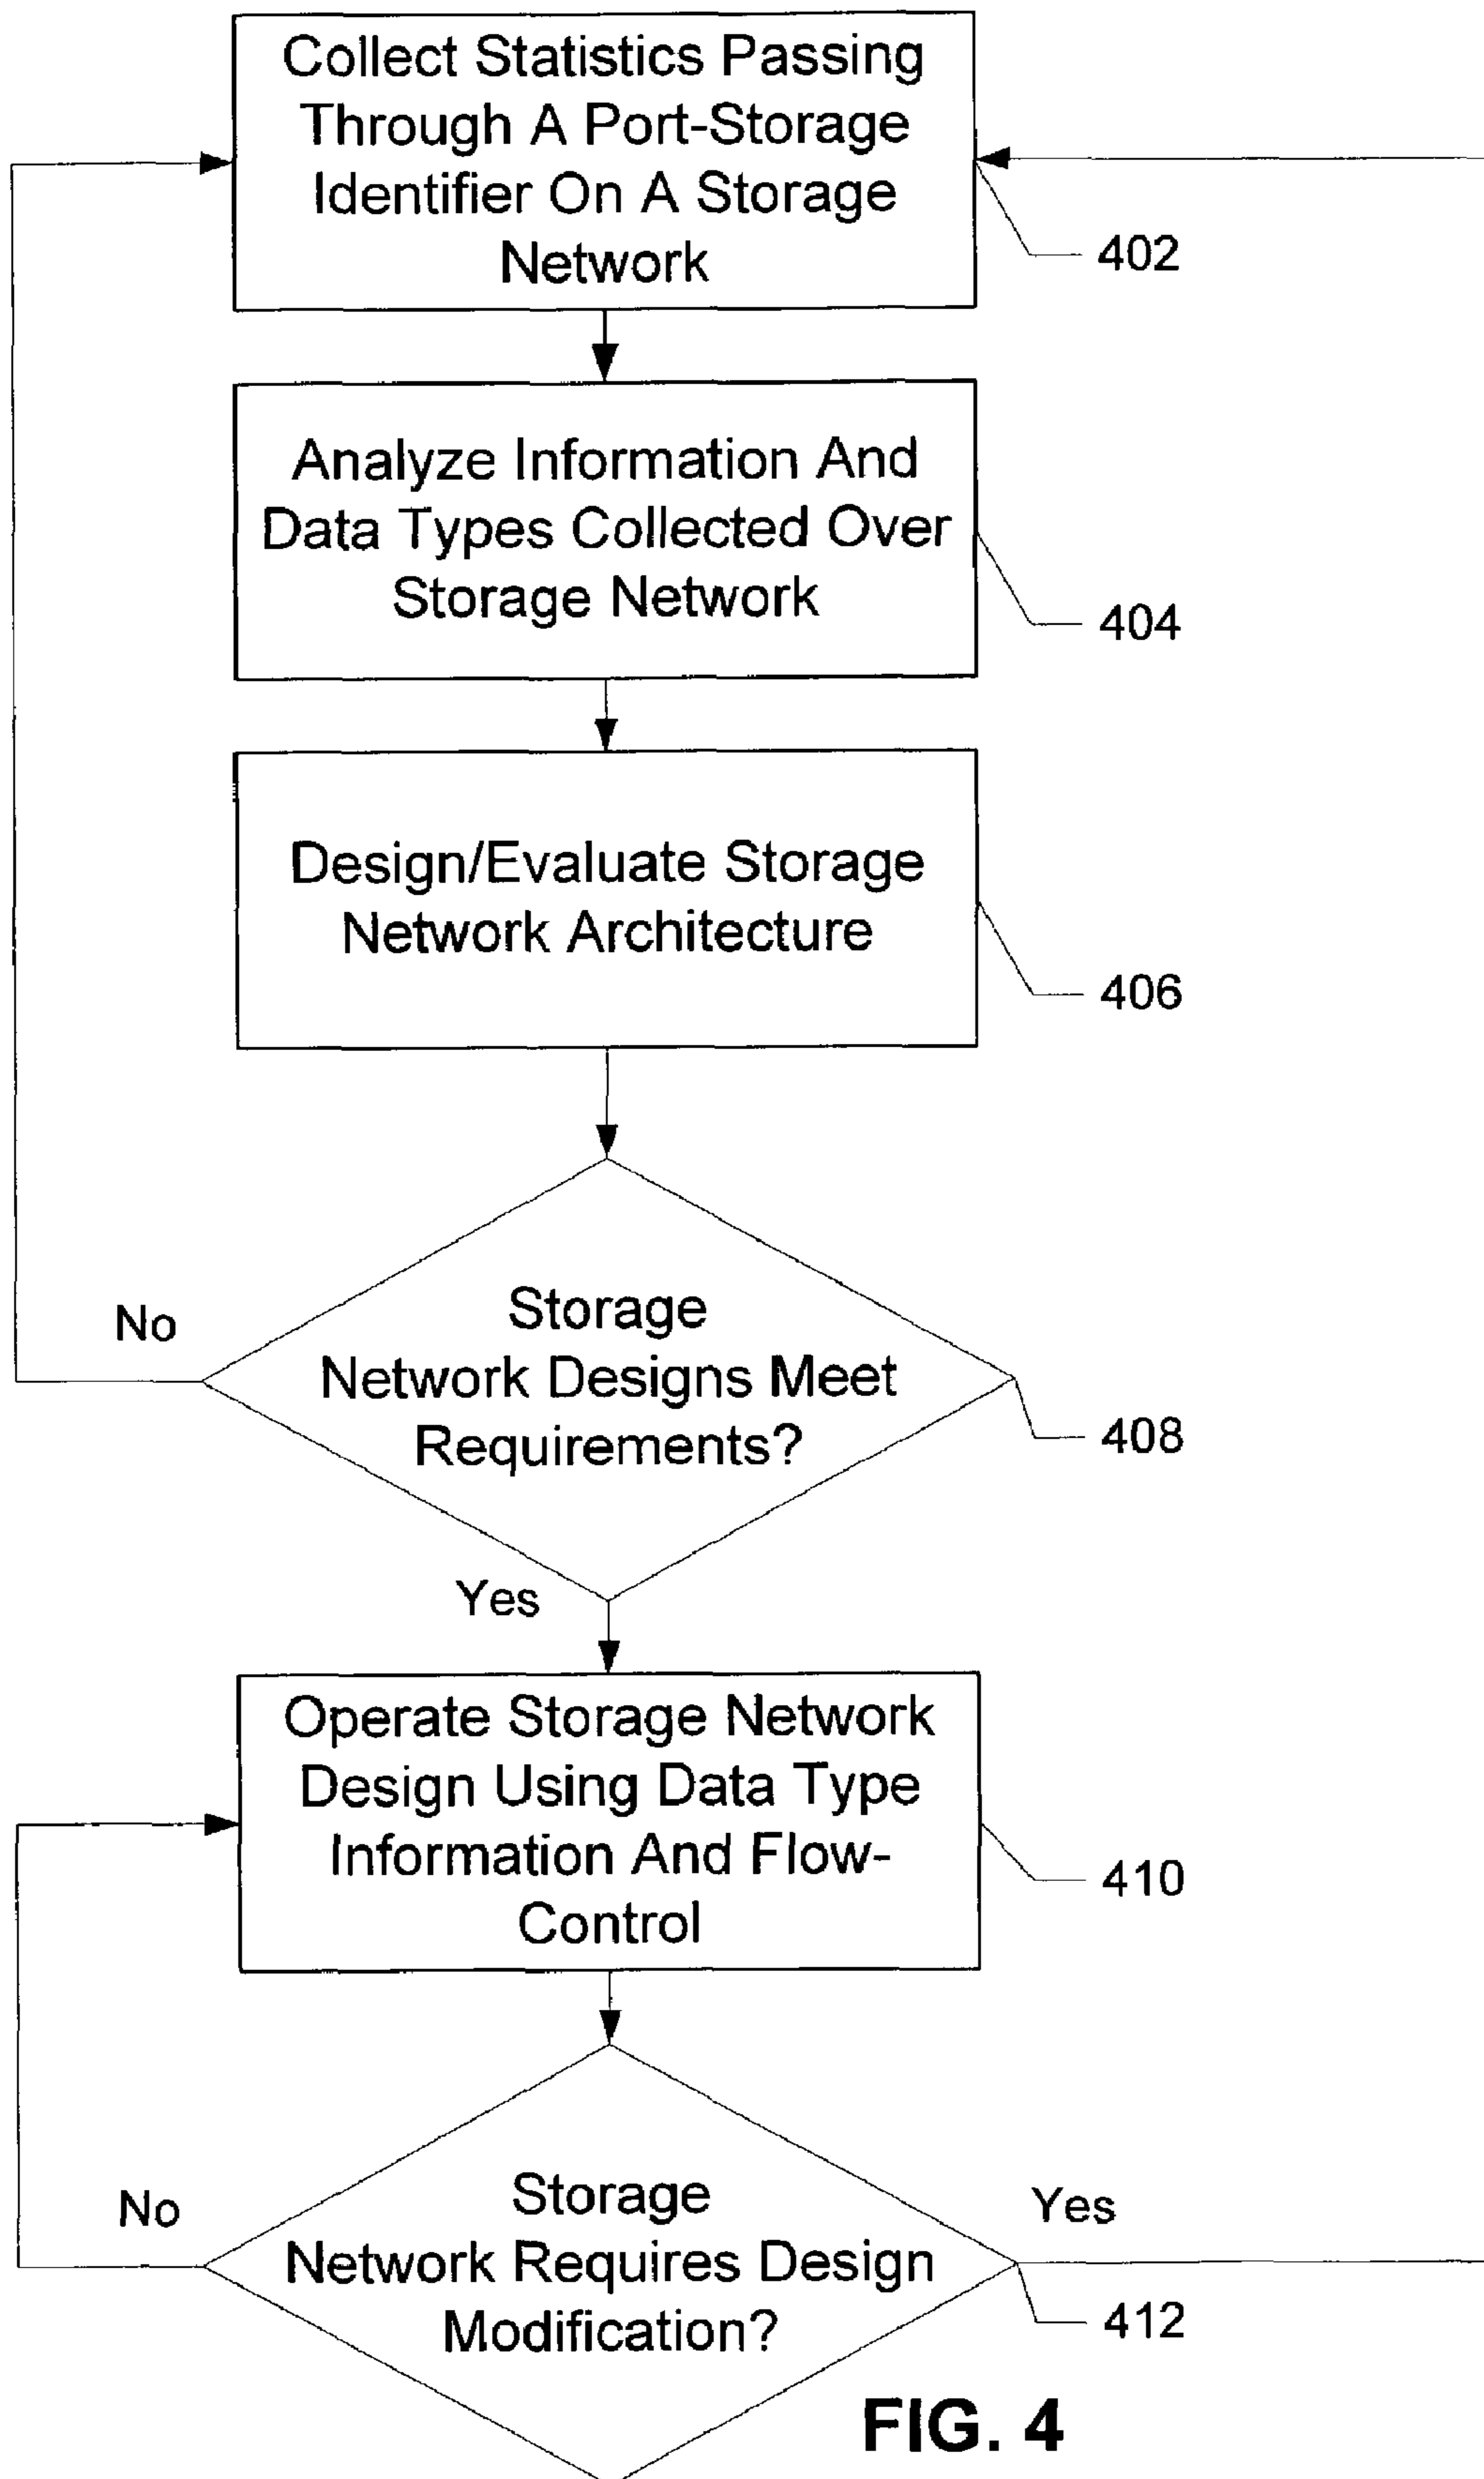 Collect Statistics Passing
Through A Port-Storage
Identifier On A Storage
Network
402
Analyze Information And
Data Types Collected Over
Storage Network
404
Design/Evaluate Storage
Network Architecture
406
Storage
Network Designs Meet
Requirements?
No
408
Yes
Operate Storage Network
Design Using Data Type
Information And Flow-
Control
410
Storage
Network Requires Design
Modification?
No
Yes
412
FIG. 4